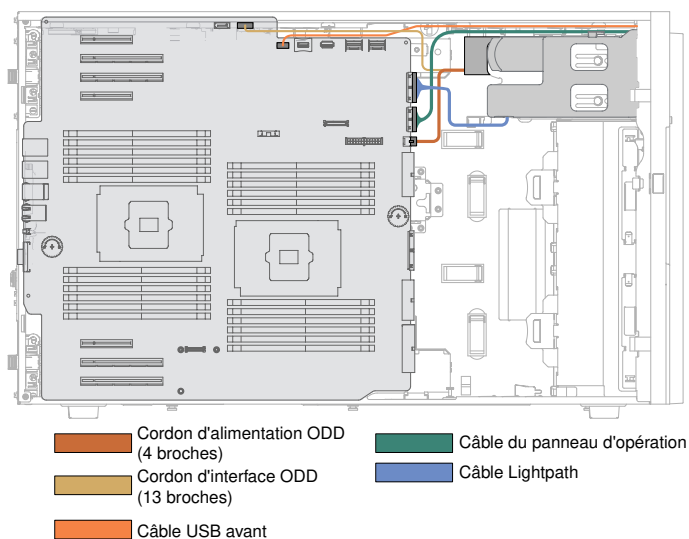 Cordon d'alimentation ODD
(4 broches)
Cordon d'interface ODD
(13 broches)
Câble USB avant
Câble du panneau d'opération
Câble Lightpath